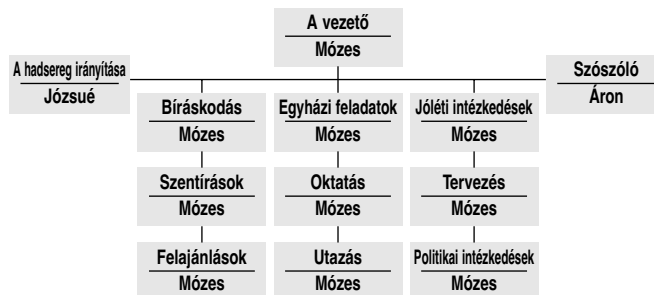 A vezető
Mózes
A hadsereg irányítása
Józsué
Szószóló
Áron
Bíráskodás
Mózes
Egyházi feladatok
Mózes
Jóléti intézkedések
Mózes
Szentírások
Mózes
Oktatás
Mózes
Tervezés
Mózes
Felajánlások
Mózes
Utazás
Mózes
Politikai intézkedések
Mózes